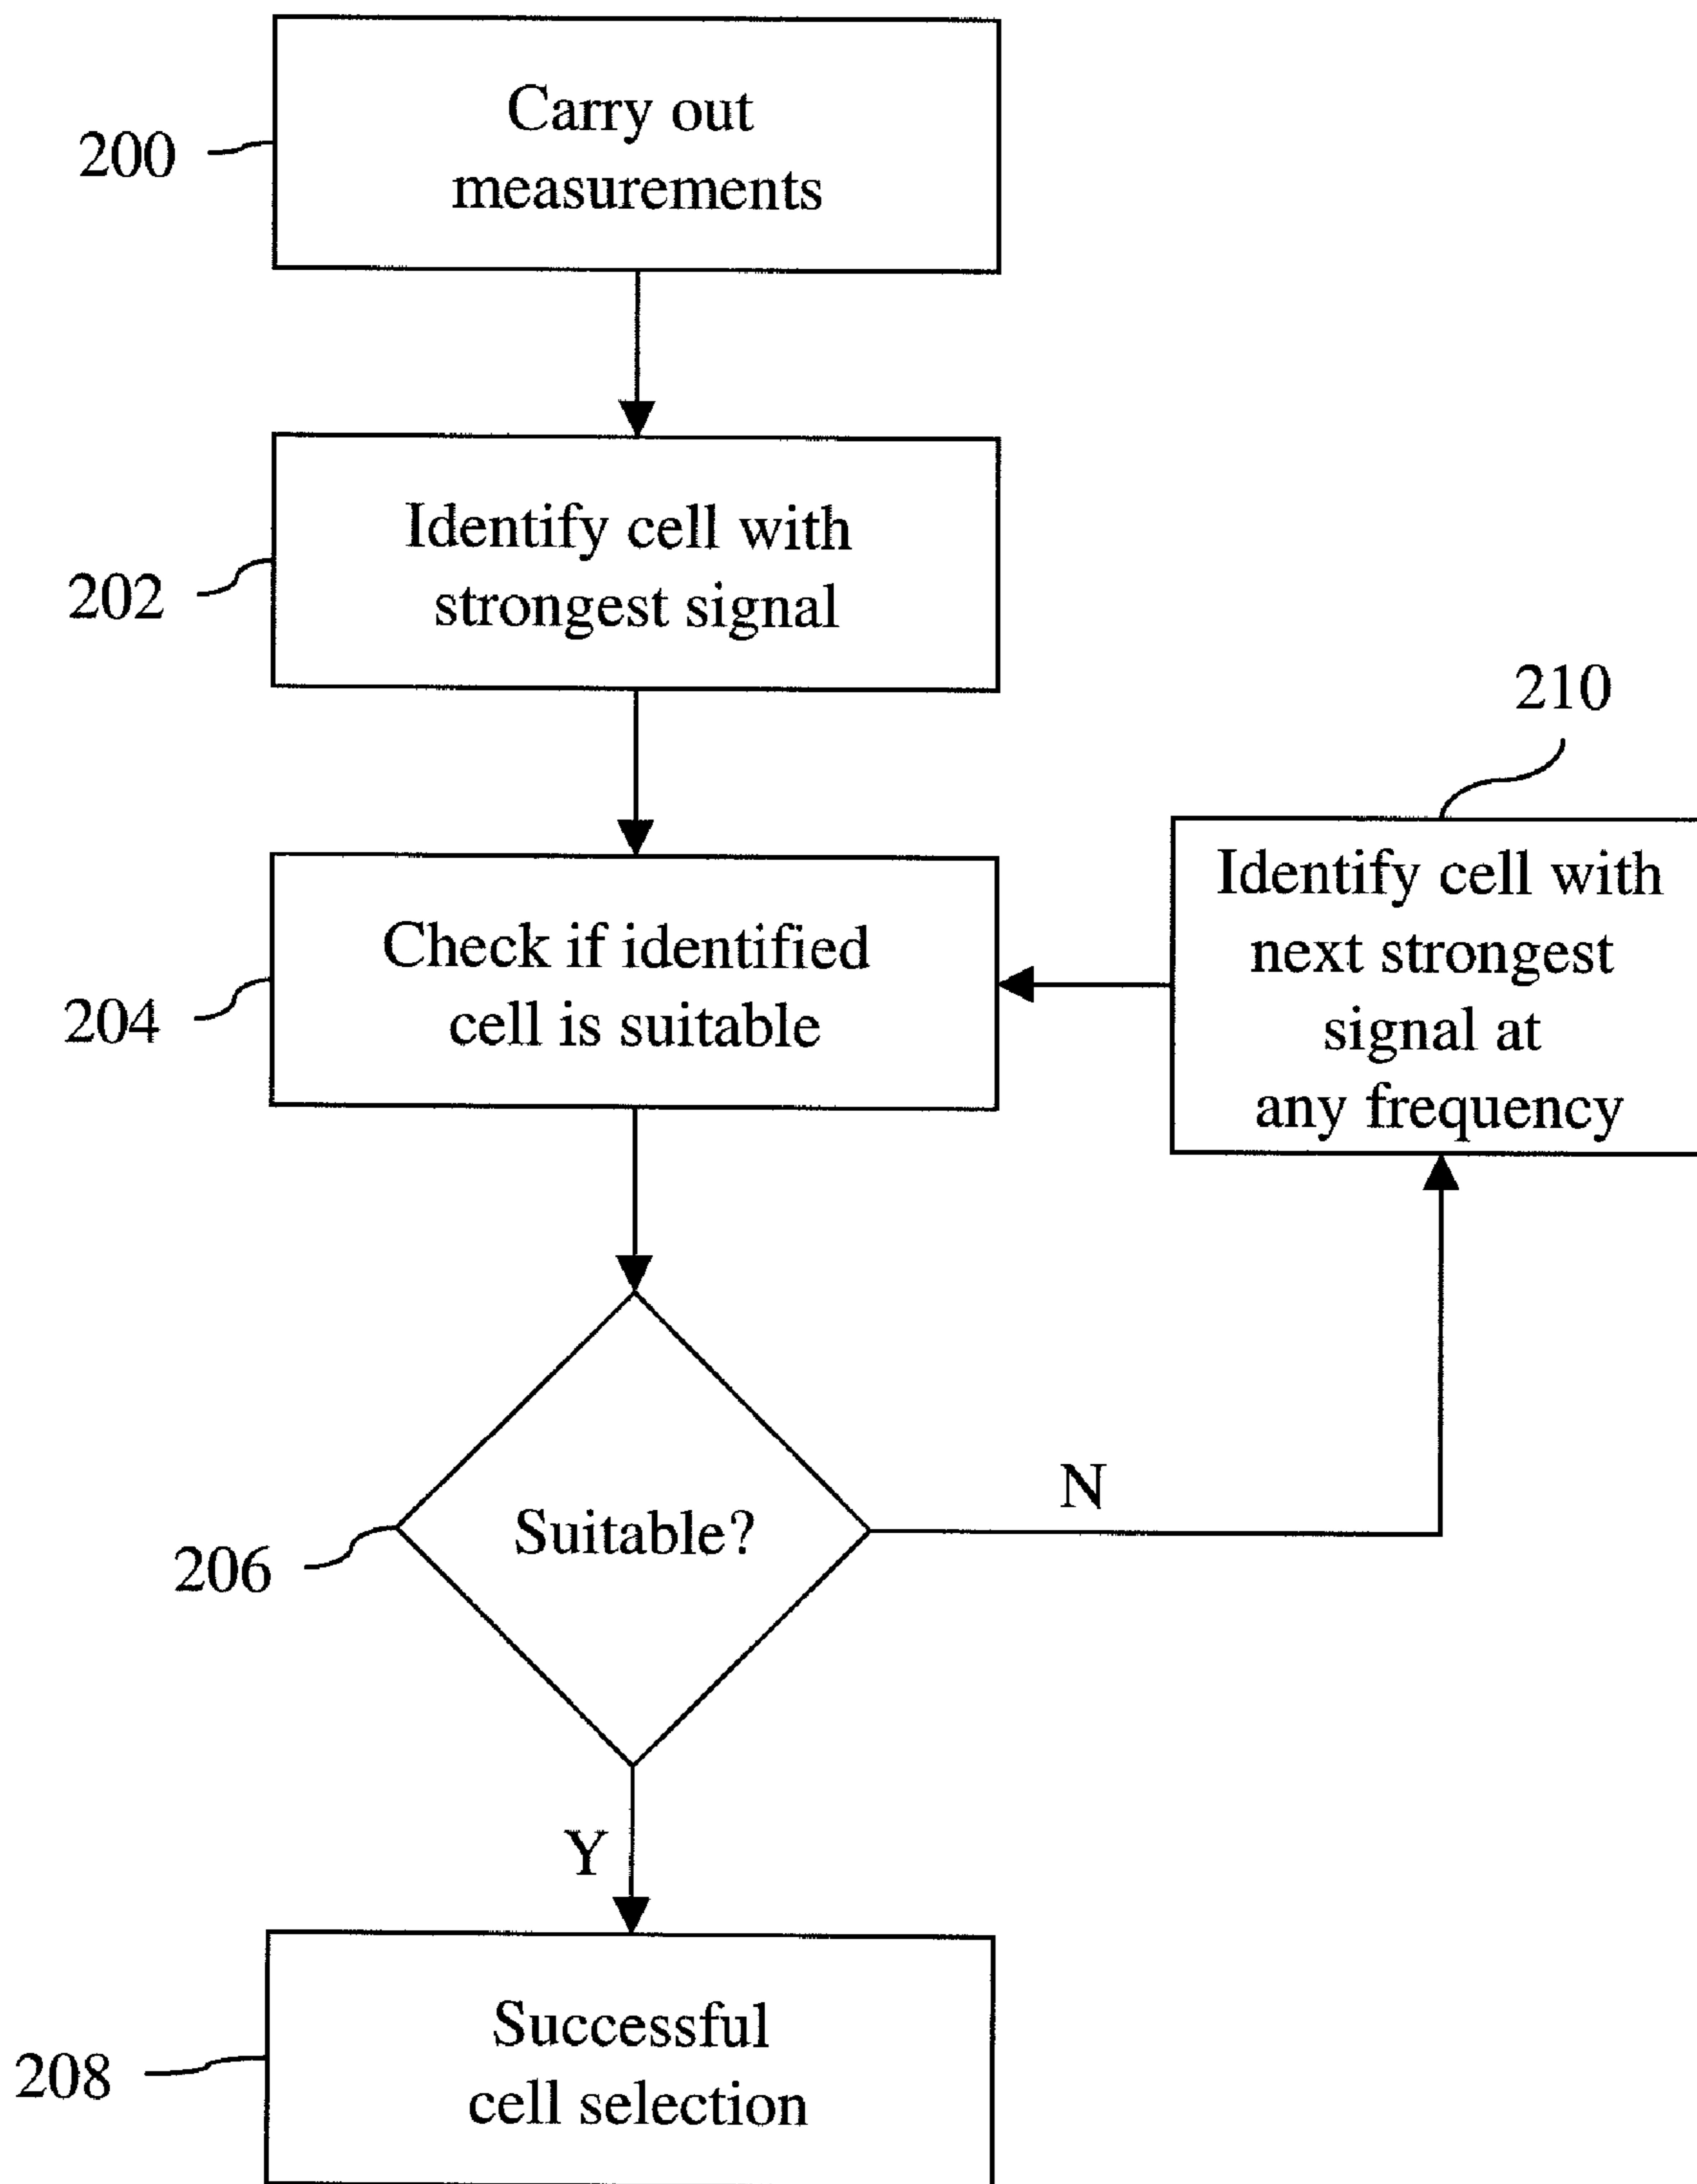 Carry out
measurements
200
Identify cell with
strongest signal
202
210
Identify cell with
next strongest
signal at
any frequency
Check if identified
cell is suitable
204
N
Suitable?
206
Y
Successful
cell selection
208